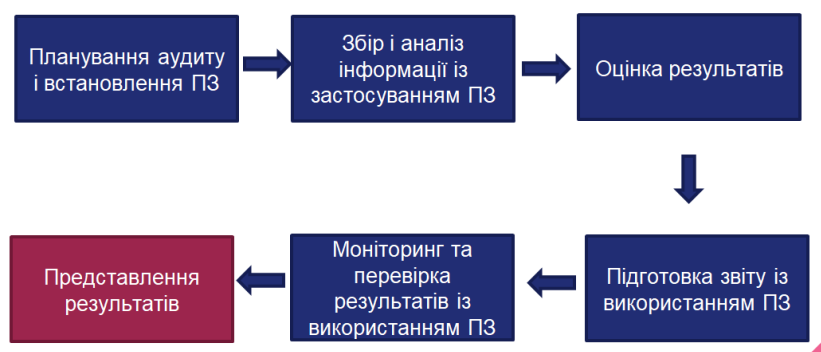 Планування аудиту
і встановлення ПЗ
Збір і аналіз
інформації із
застосуванням ПЗ
Оцінка результатів
Підготовка звіту із
використанням ПЗ
Моніторинг та
перевірка
результатів із
використанням ПЗ
Представлення
результатів